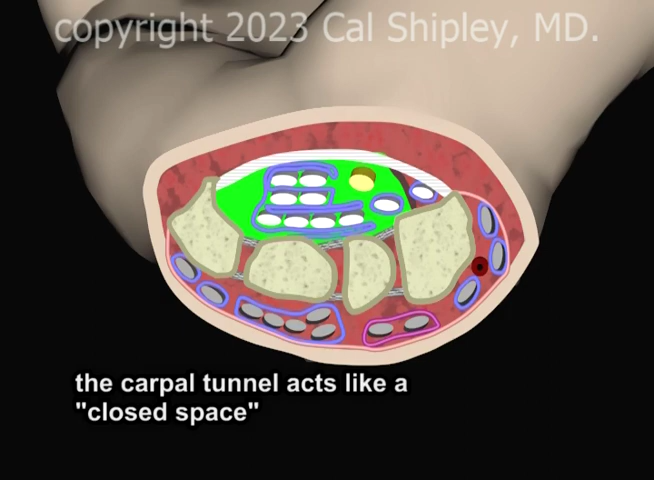 copyright 2023 Cal Shipley, MD.
the carpal tunnel acts like a
"closed space"